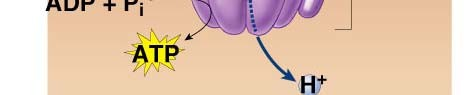 ADP + Pi
ATP
H+